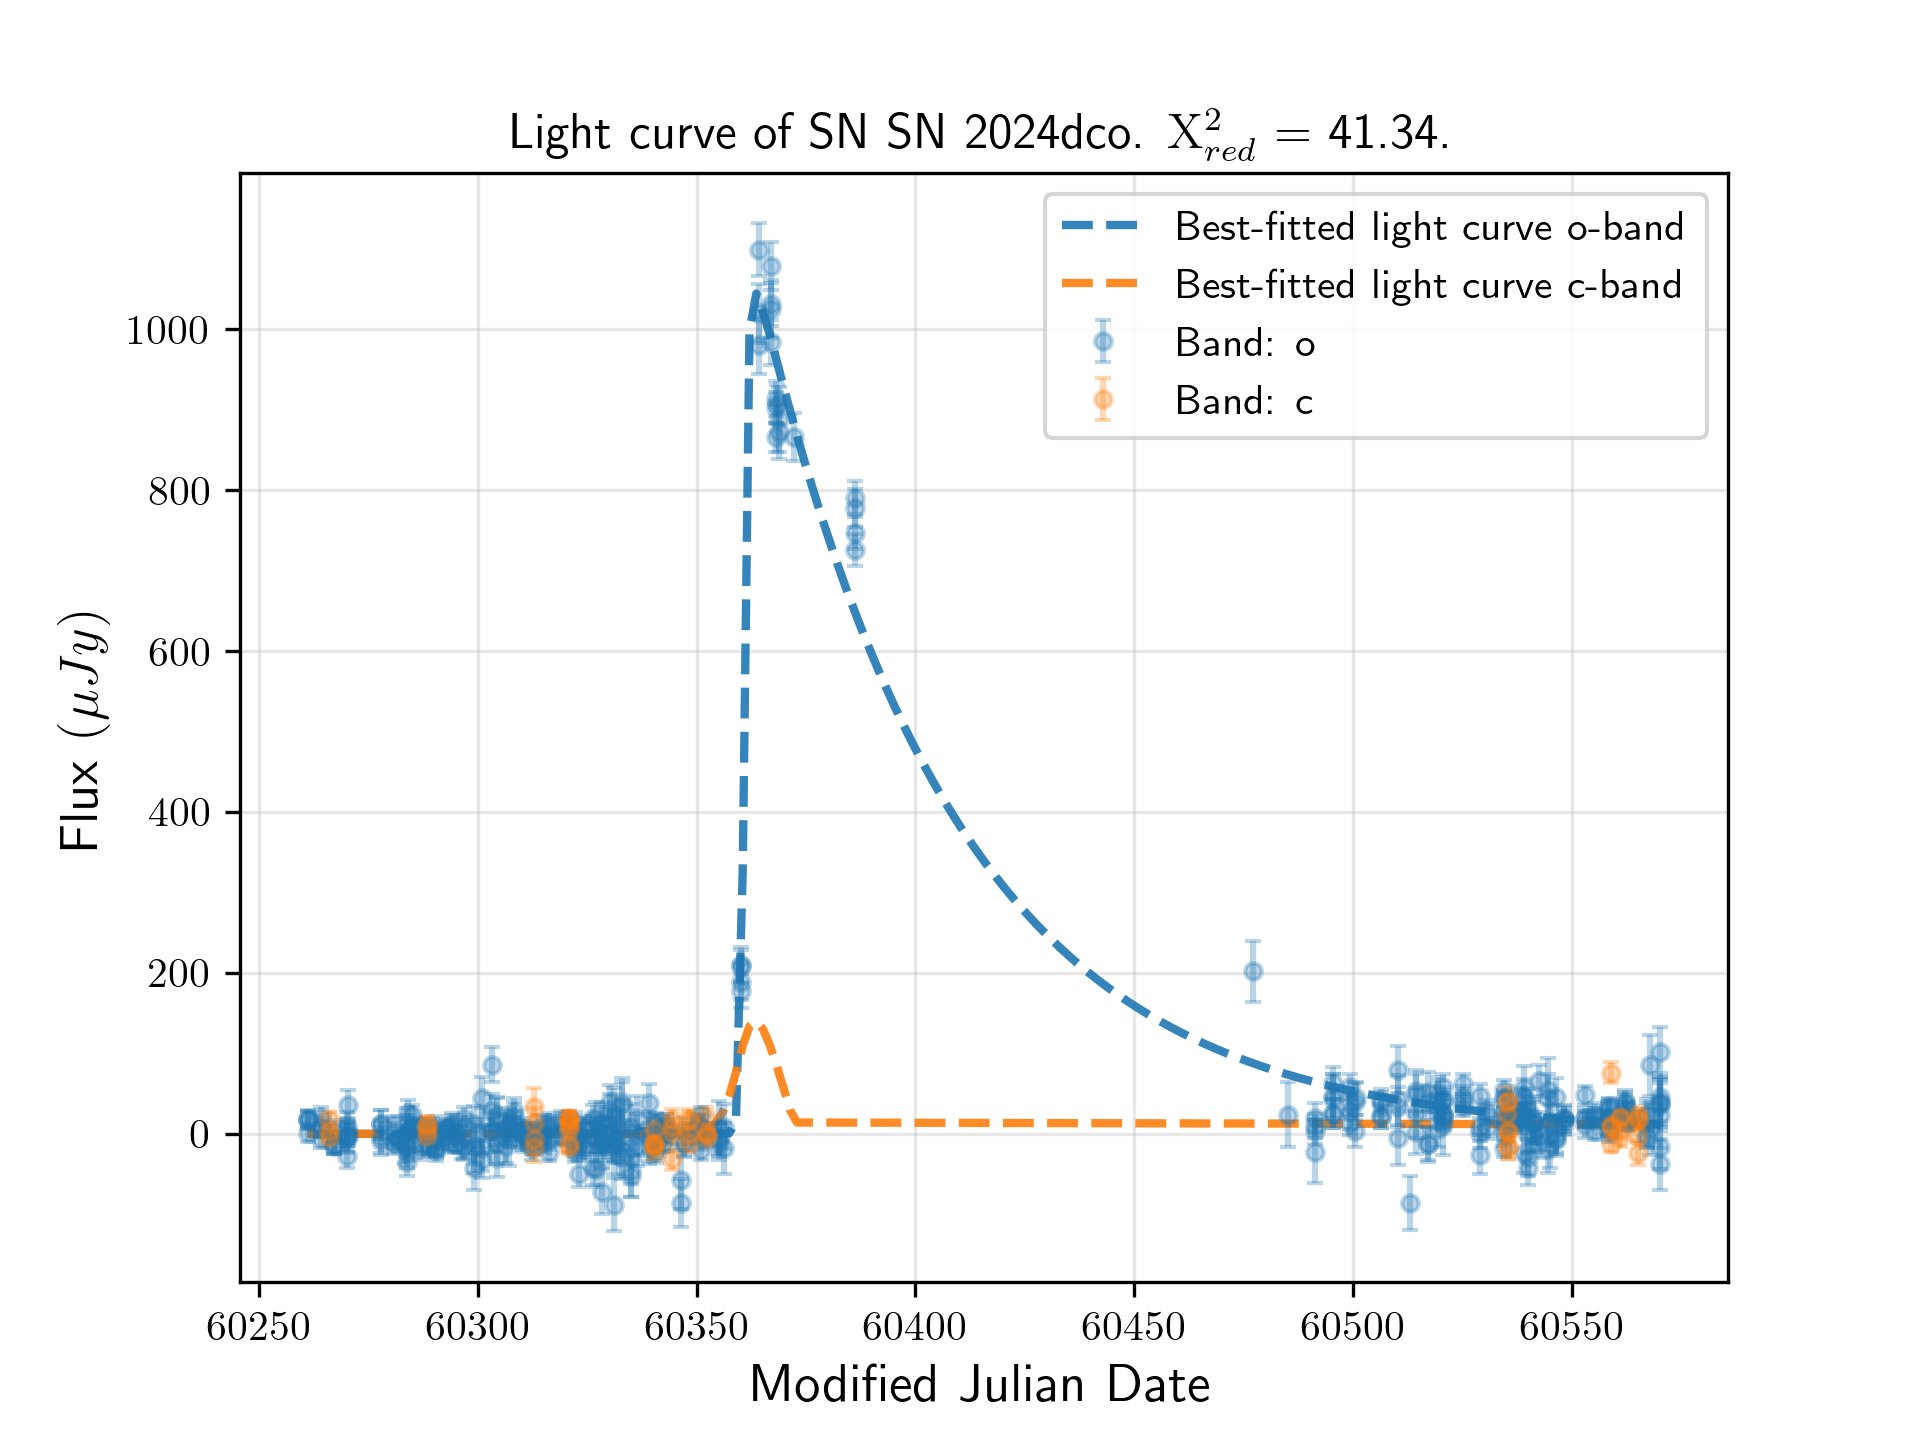 Light curve of SN SN 2024dco. X²_red = 41.34.
Best-fitted light curve o-band
Best-fitted light curve c-band
Band: o
Band: c
Flux (μJy)
1000
800
600
400
200
0
60250 60300 60350 60400 60450 60500 60550
Modified Julian Date